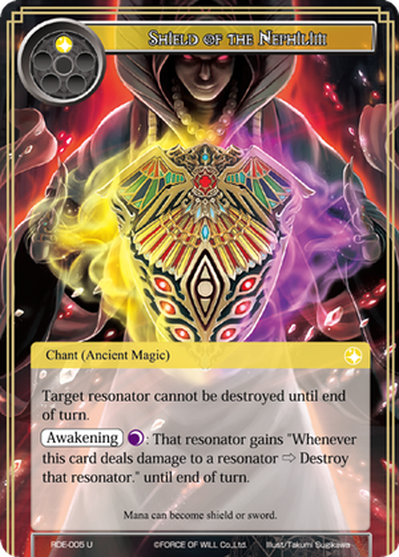 Shield of the Nephilim
Chant (Ancient Magic)
Target resonator cannot be destroyed until end
of turn.
Awakening : That resonator gains "Whenever
this card deals damage to a resonator ⇨ Destroy
that resonator." until end of turn.
Mana can become shield or sword.
RDE-005 U ©FORCE OF WILL Co.,Ltd. Illust/Takumi Sugikawa